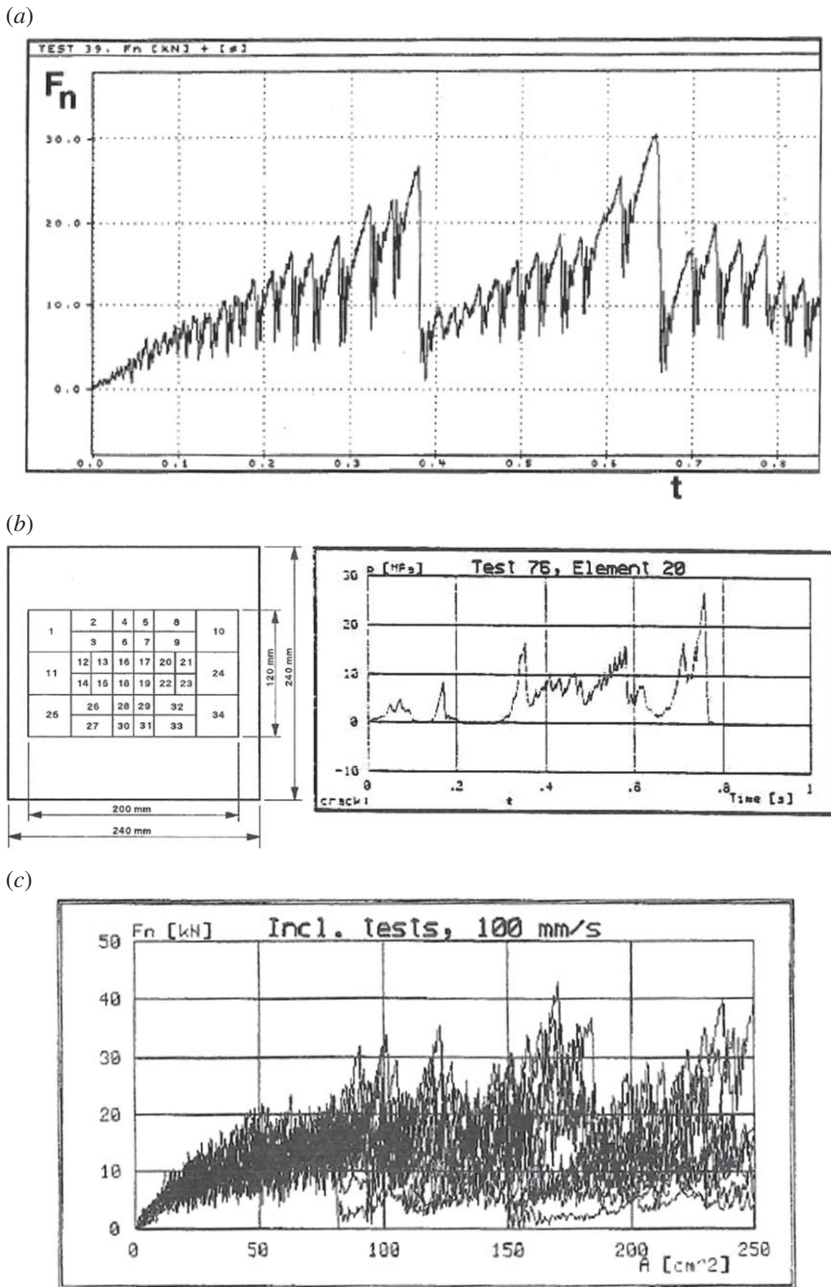 (a)
TEST 39. Fn [kN] + [s]
Fn
30.0
20.0
10.0
0.0
0.0 0.1 0.2 0.3 0.4 0.5 0.6 0.7 0.8
t
(b)
1 2 4 5 8 10
3 6 7 9
11 12 13 16 17 20 21 24
14 15 18 19 22 23
25 26 28 29 32 34
27 30 31 33
120 mm
240 mm
200 mm
240 mm
p [MPa] Test 76, Element 20
30
20
10
0
-10
0 .2 .4 .6 .8 1
crack1 t Time [s]
(c)
Fn [kN] Incl. tests, 100 mm/s
50
40
30
20
10
0
0 50 100 150 200 250
A [cm^2]